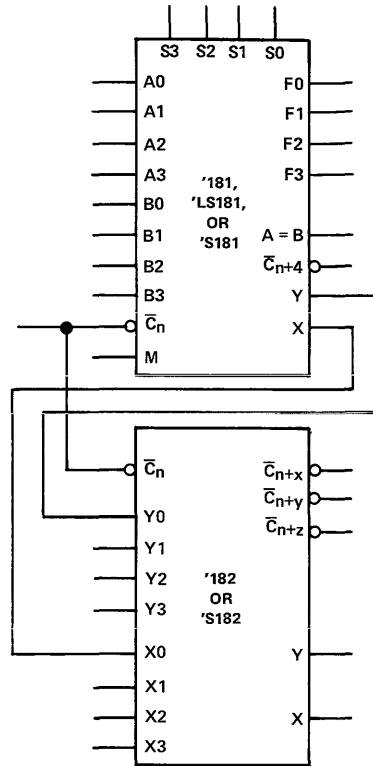 S3 S2 S1 S0
A0 F0
A1 F1
A2 F2
A3 F3
'181,
'LS181,
OR
'S181
B0
B1 A = B
B2 C̅n+4
B3 Y
C̅n X
M
C̅n C̅n+x
C̅n+y
Y0 C̅n+z
Y1
Y2
'182
OR
'S182
Y3
X0 Y
X1
X2 X
X3